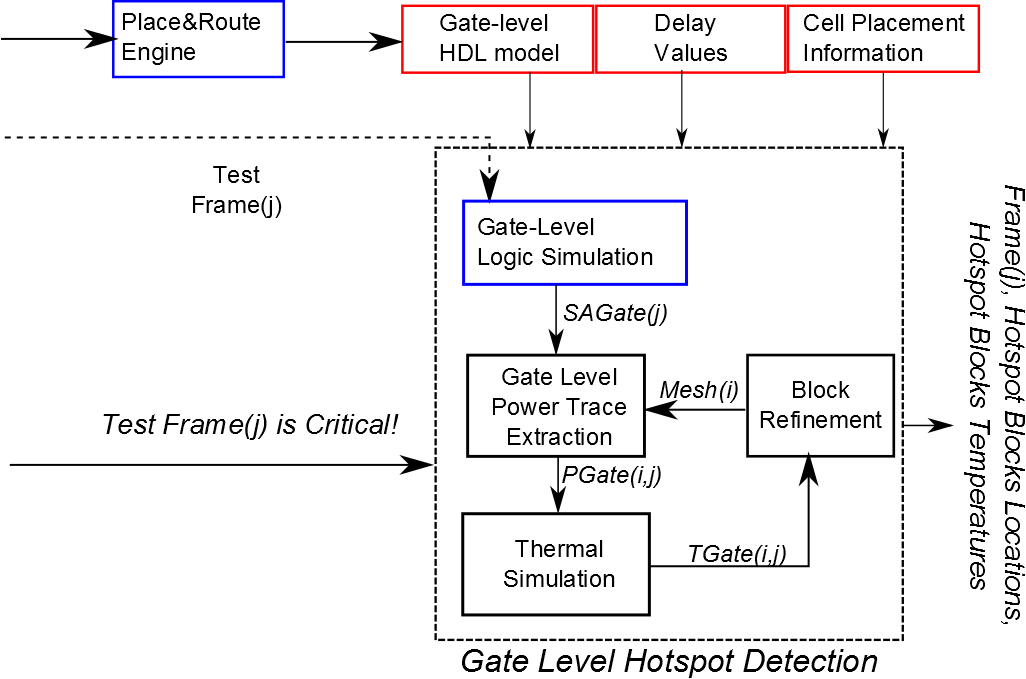 Place&Route
Engine
Gate-level
HDL model
Delay
Values
Cell Placement
Information
Test
Frame(j)
Gate-Level
Logic Simulation
SAGate(j)
Gate Level
Power Trace
Extraction
Mesh(i)
Block
Refinement
Test Frame(j) is Critical!
PGate(i,j)
Thermal
Simulation
TGate(i,j)
Frame(j), Hotspot Blocks Locations,
Hotspot Blocks Temperatures
Gate Level Hotspot Detection